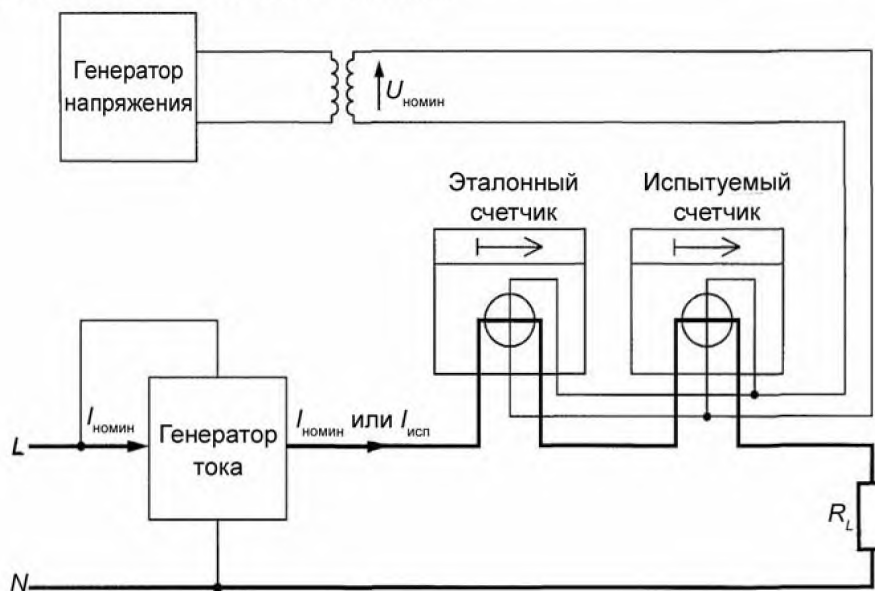 Генератор
напряжения
Uномин
Эталонный
счетчик
Испытуемый
счетчик
L
Iномин
Генератор
тока
Iномин или Iисп
RL
N